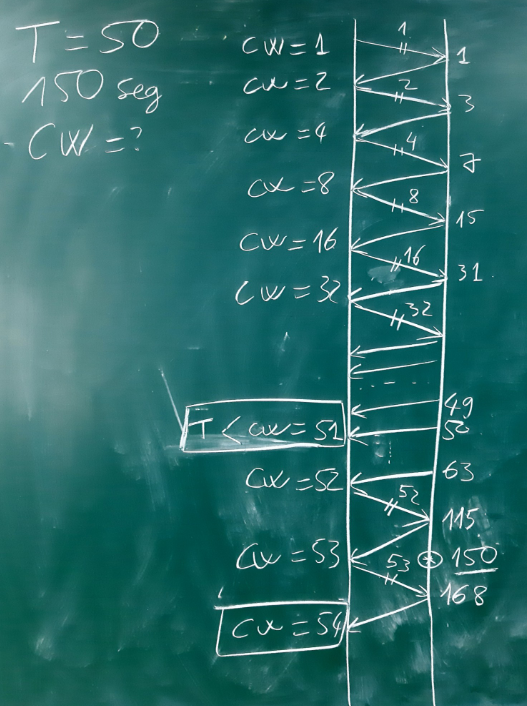 T = 50
150 seg
CW = ?
CW = 1
1
1
CW = 2
2
3
CW = 4
4
7
CW = 8
8
15
CW = 16
16
31
CW = 32
32
49
T < CW = 51
50
CW = 52
63
52
115
CW = 53
53
150
168
CW = 54